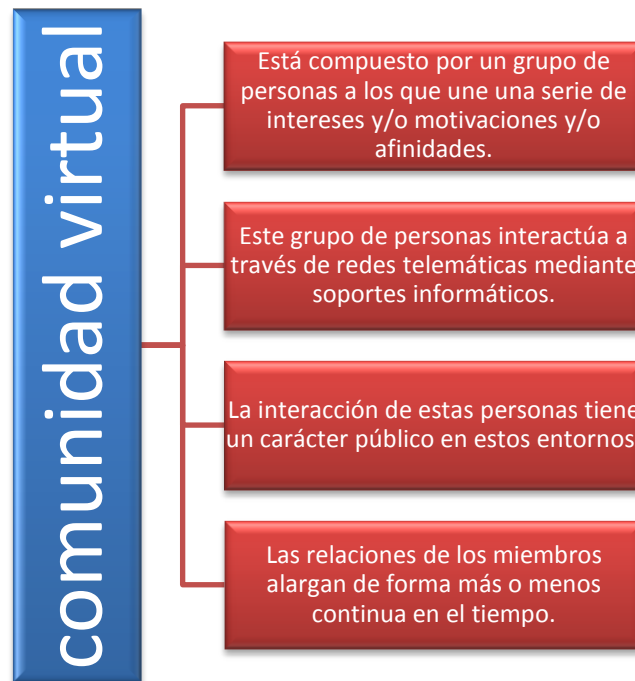 comunidad virtual
Está compuesto por un grupo de
personas a los que une una serie de
intereses y/o motivaciones y/o
afinidades.
Este grupo de personas interactúa a
través de redes telemáticas mediante
soportes informáticos.
La interacción de estas personas tiene
un carácter público en estos entornos
Las relaciones de los miembros
alargan de forma más o menos
continua en el tiempo.